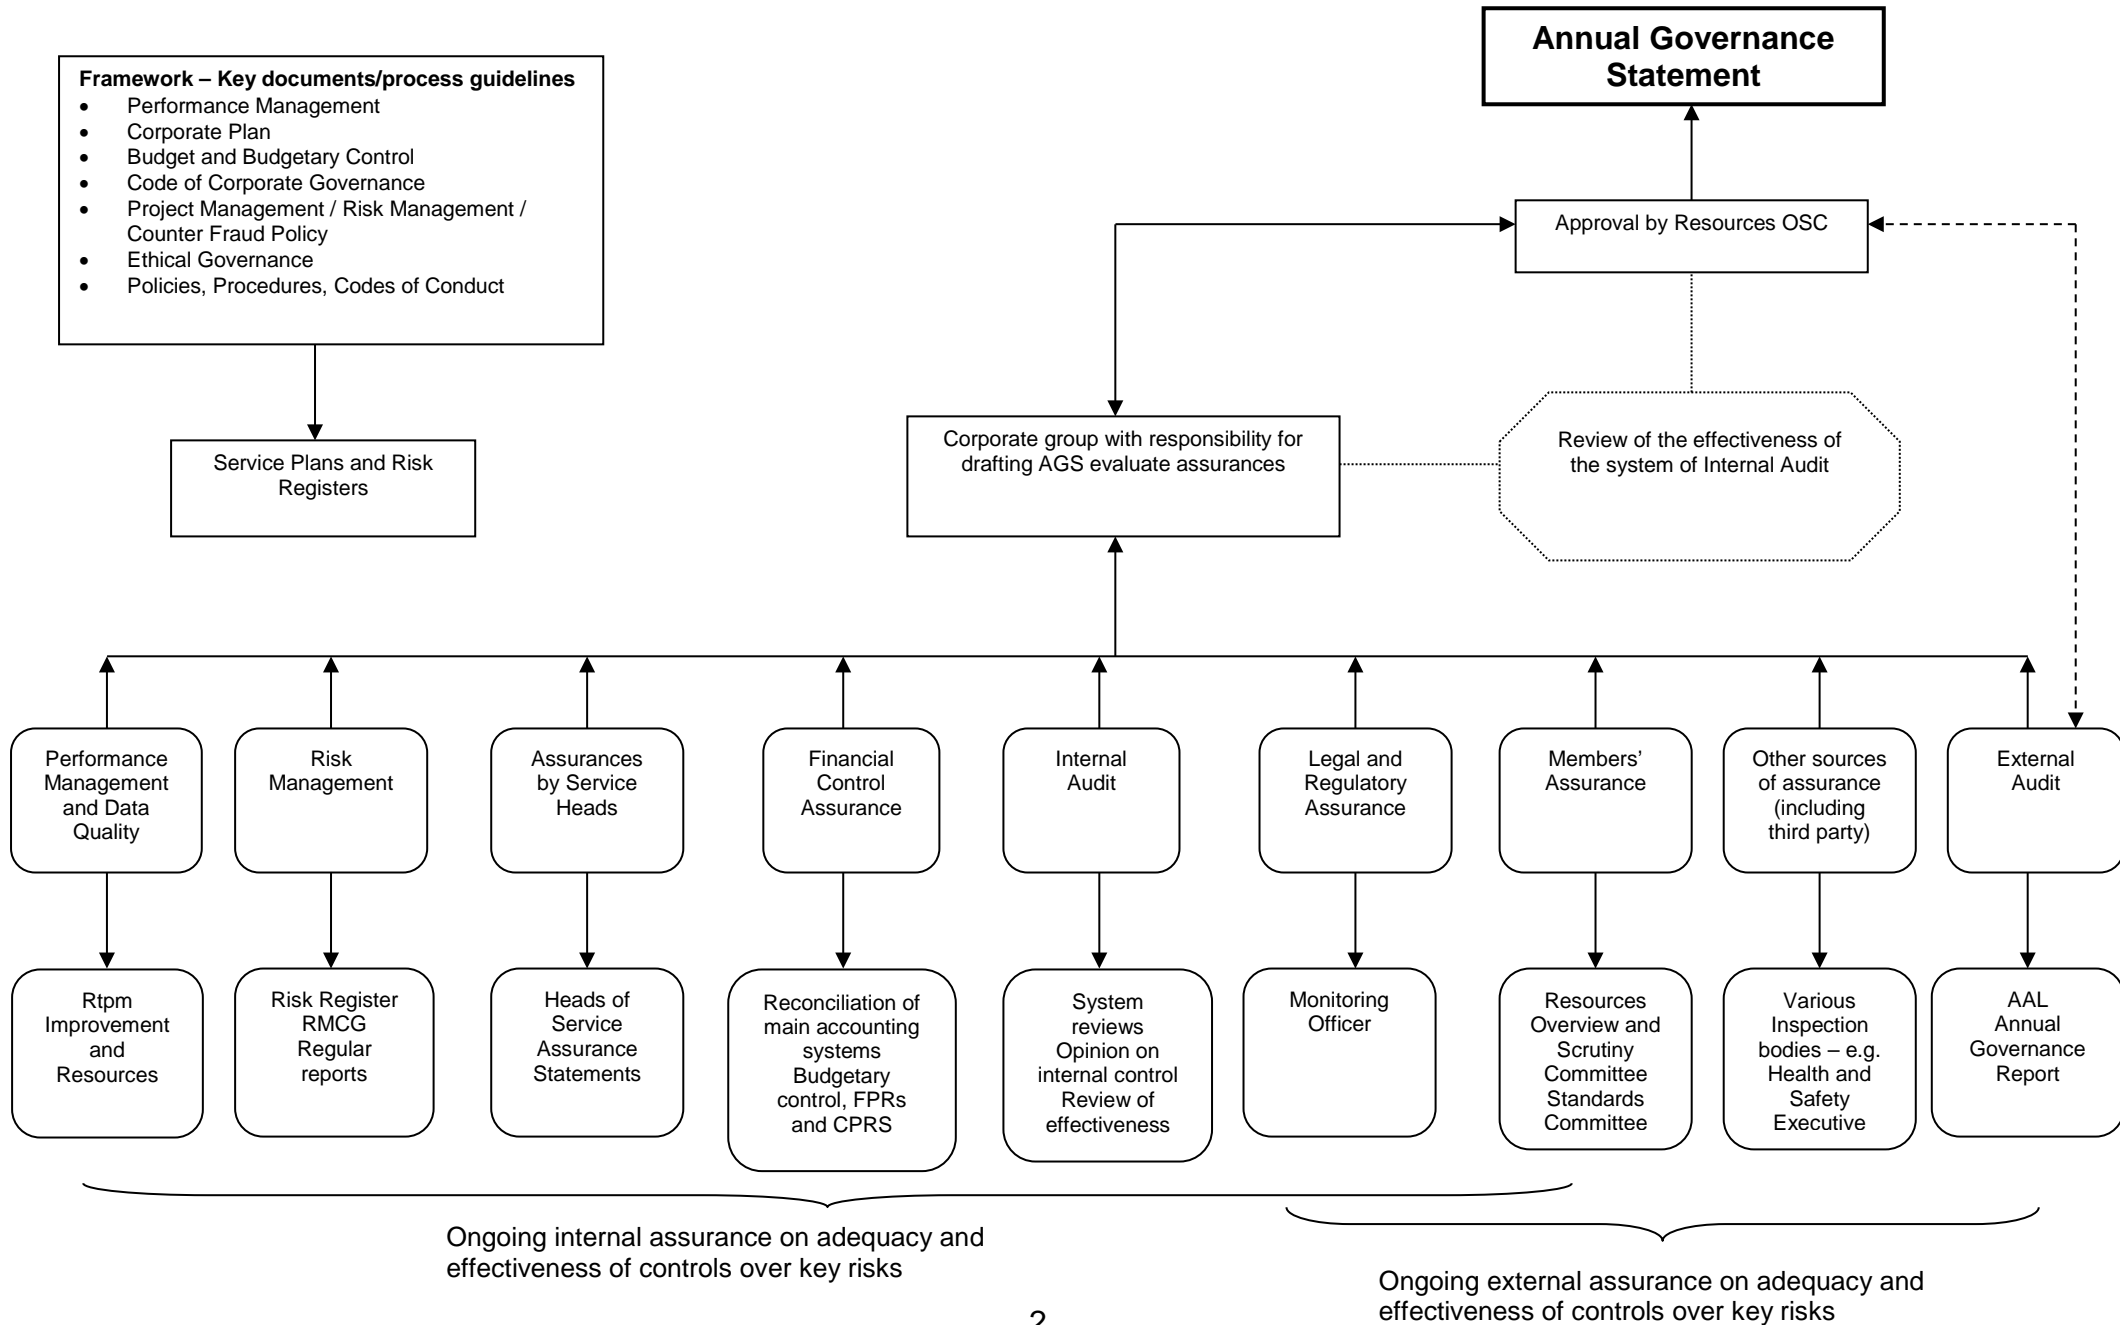 Annual Governance
Statement
Framework – Key documents/process guidelines
• Performance Management
• Corporate Plan
• Budget and Budgetary Control
• Code of Corporate Governance
• Project Management / Risk Management /
Counter Fraud Policy
• Ethical Governance
• Policies, Procedures, Codes of Conduct
Approval by Resources OSC
Service Plans and Risk
Registers
Corporate group with responsibility for
drafting AGS evaluate assurances
Review of the effectiveness of
the system of Internal Audit
Performance
Management
and Data
Quality
Risk
Management
Assurances
by Service
Heads
Financial
Control
Assurance
Internal
Audit
Legal and
Regulatory
Assurance
Members’
Assurance
Other sources
of assurance
(including
third party)
External
Audit
Rtpm
Improvement
and
Resources
Risk Register
RMCG
Regular
reports
Heads of
Service
Assurance
Statements
Reconciliation of
main accounting
systems
Budgetary
control, FPRs
and CPRS
System
reviews
Opinion on
internal control
Review of
effectiveness
Monitoring
Officer
Resources
Overview and
Scrutiny
Committee
Standards
Committee
Various
Inspection
bodies – e.g.
Health and
Safety
Executive
AAL
Annual
Governance
Report
Ongoing internal assurance on adequacy and
effectiveness of controls over key risks
Ongoing external assurance on adequacy and
effectiveness of controls over key risks
2